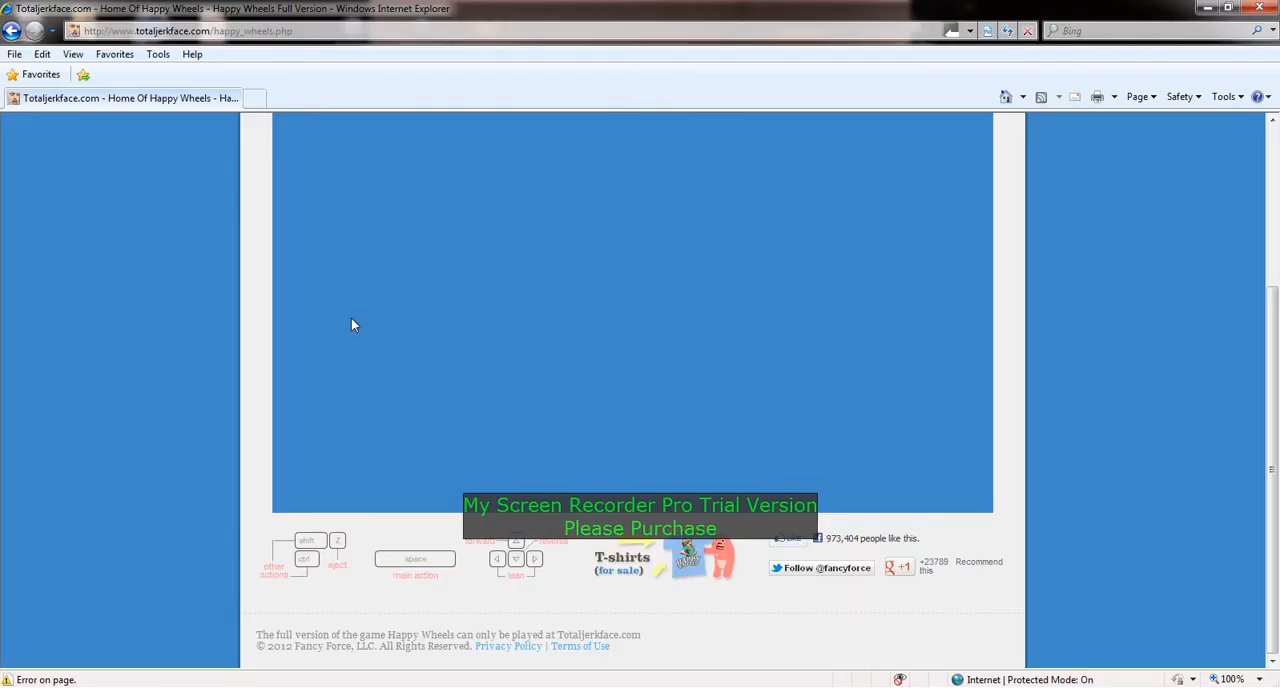 Totaljerkface.com - Home Of Happy Wheels - Happy Wheels Full Version - Windows Internet Explorer
http://www.totaljerkface.com/happy_wheels.php
Bing
File Edit View Favorites Tools Help
Favorites
Totaljerkface.com - Home Of Happy Wheels - Ha...
Page Safety Tools
My Screen Recorder Pro Trial Version
Please Purchase
shift Z
ctrl
other
actions
eject
space
main action
forward reverse
lean
T-shirts
(for sale)
Like 973,404 people like this.
Follow @fancyforce
+1 +23789 Recommend
this
The full version of the game Happy Wheels can only be played at Totaljerkface.com
© 2012 Fancy Force, LLC. All Rights Reserved. Privacy Policy | Terms of Use
Error on page.
Internet | Protected Mode: On
100%